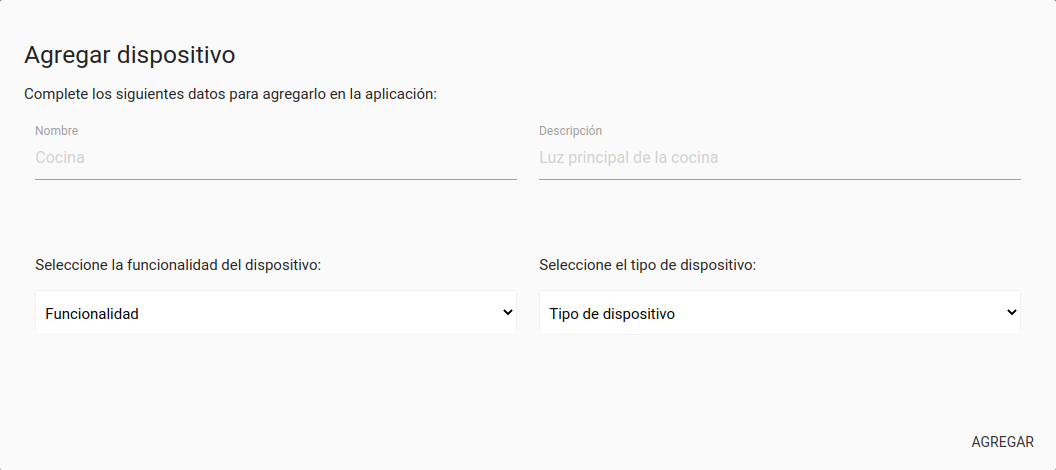 Agregar dispositivo
Complete los siguientes datos para agregarlo en la aplicación:
Nombre
Descripción
Cocina
Luz principal de la cocina
Seleccione la funcionalidad del dispositivo:
Seleccione el tipo de dispositivo:
Funcionalidad
Tipo de dispositivo
AGREGAR